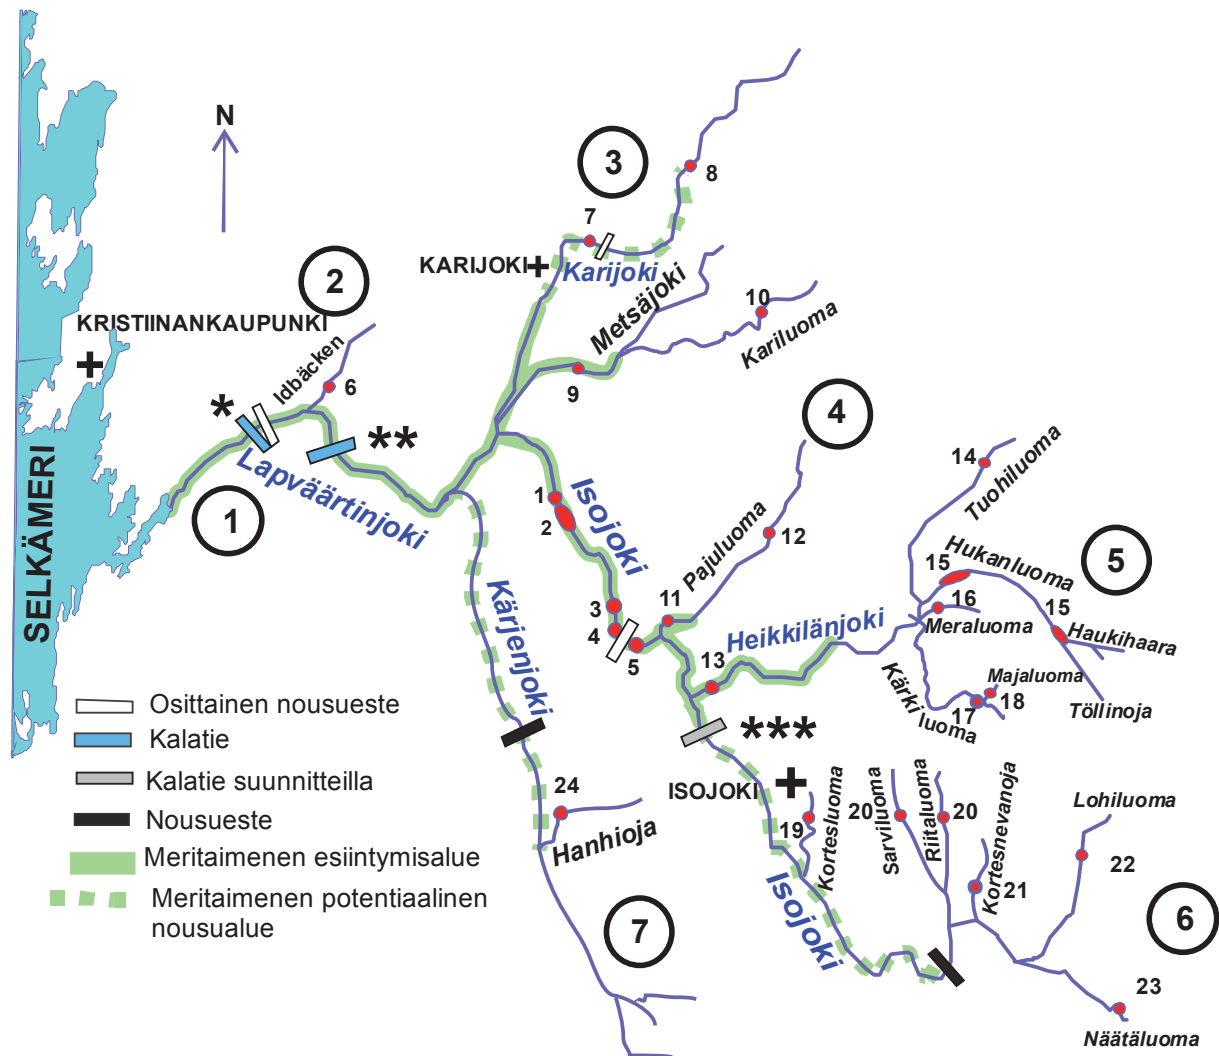 N
3
8
7
KARIJOKI
Karijoki
2
Metsäjoki
10
KRISTIINANKAUPUNKI
Kariluoma
Idbäcken
6
9
*
**
4
SELKÄMERI
Lapväärtinjoki
1
1
2
Isojoki
Pajuluoma
12
14
Tuohiluoma
15
Hukanluoma
5
3
4
5
11
16
15
Kärjenjoki
Heikkilänjoki
Meraluoma
Haukihaara
13
Majaluoma
18
17
Kärkiluoma
Töllinoja
***
ISOJOKI
Osittainen nousueste
Kalatie
Kalatie suunnitteilla
Nousueste
Meritaimenen esiintymisalue
Meritaimenen potentiaalinen
nousualue
24
Hanhioja
19
Kortesluoma
20
Sarviluoma
Riitaluoma
20
Kortesnevanoja
21
Lohiluoma
22
Isojoki
7
6
23
Näätäluoma